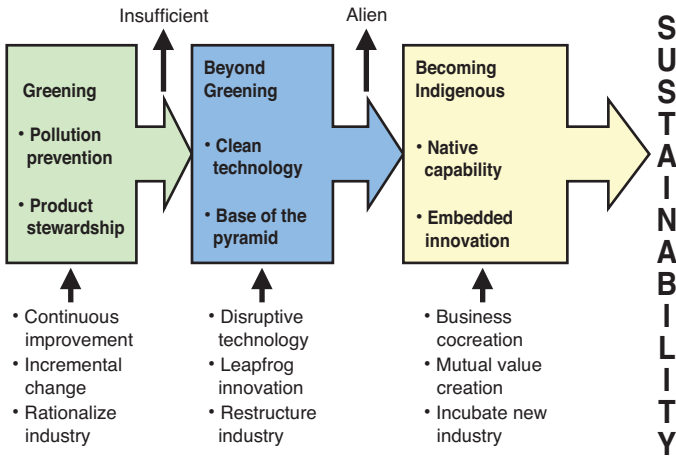 Insufficient
Alien
Greening
• Pollution
prevention
• Product
stewardship
Beyond
Greening
• Clean
technology
• Base of the
pyramid
Becoming
Indigenous
• Native
capability
• Embedded
innovation
• Continuous
improvement
• Incremental
change
• Rationalize
industry
• Disruptive
technology
• Leapfrog
innovation
• Restructure
industry
• Business
cocreation
• Mutual value
creation
• Incubate new
industry
SUSTAINABILITY